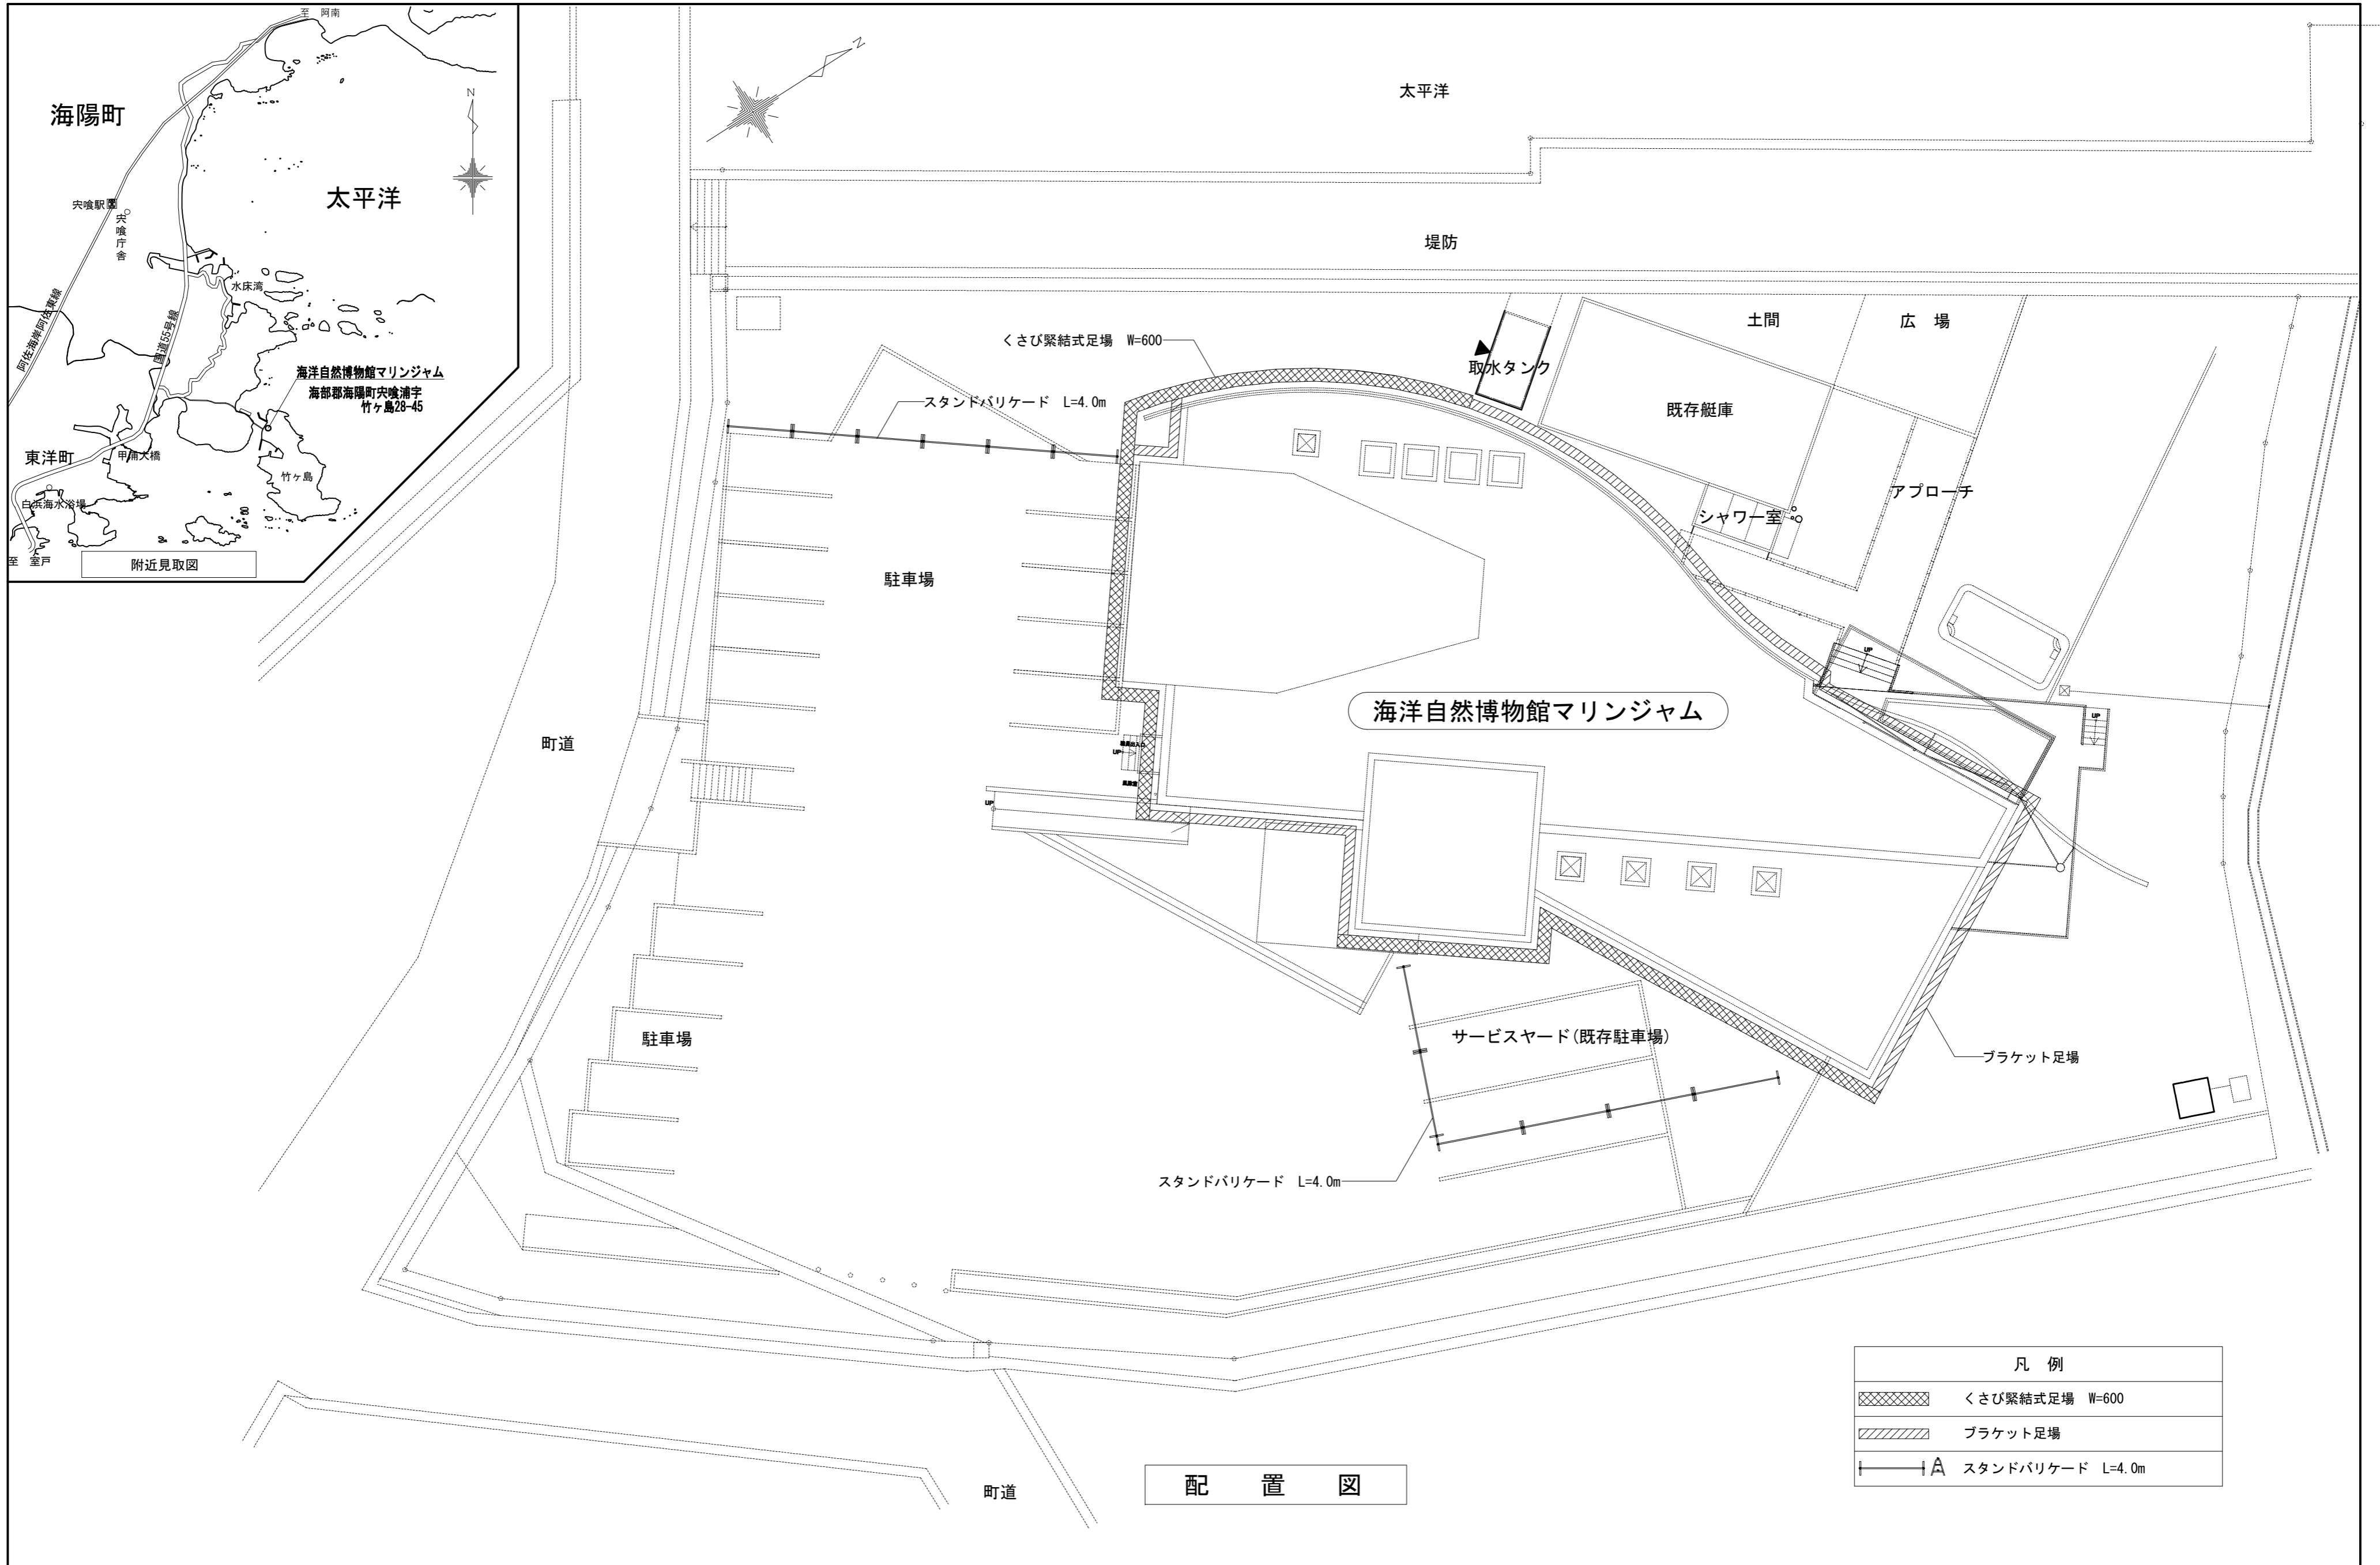 至　阿南
海陽町
N
太平洋
宍喰駅
宍喰庁舎
阿佐海岸阿佐東線
国道55号線
水床湾
海洋自然博物館マリンジャム
海部郡海陽町宍喰浦字
竹ヶ島28-45
東洋町
甲浦大橋
竹ヶ島
白浜海水浴場
至　室戸
附近見取図
N
太平洋
堤防
くさび緊結式足場　W=600
取水タンク
土間
広　場
スタンドバリケード　L=4.0m
既存艇庫
アプローチ
シャワー室
駐車場
UP
海洋自然博物館マリンジャム
UP
町道
UP
UP
駐車場
サービスヤード(既存駐車場)
ブラケット足場
スタンドバリケード　L=4.0m
凡　例
くさび緊結式足場　W=600
ブラケット足場
スタンドバリケード　L=4.0m
配　置　図
町道